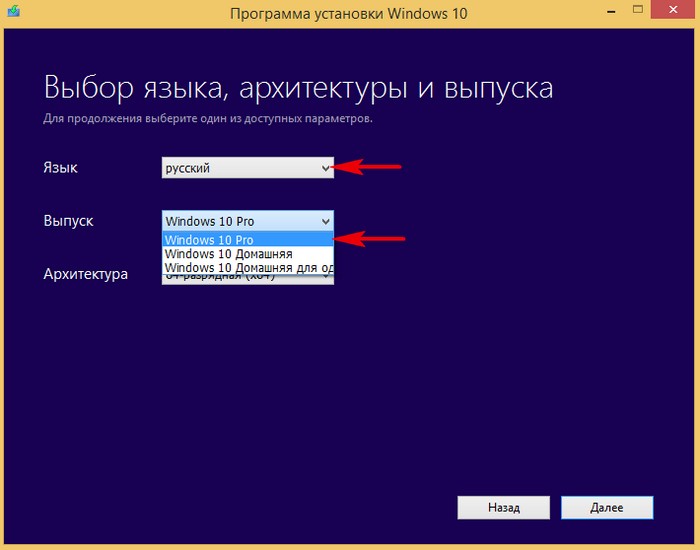 Программа установки Windows 10
Выбор языка, архитектуры и выпуска
Для продолжения выберите один из доступных параметров.
Язык
русский
Выпуск
Windows 10 Pro
Windows 10 Pro
Windows 10 Домашняя
Windows 10 Домашняя для од
Архитектура
64-разрядная (x64)
Назад
Далее